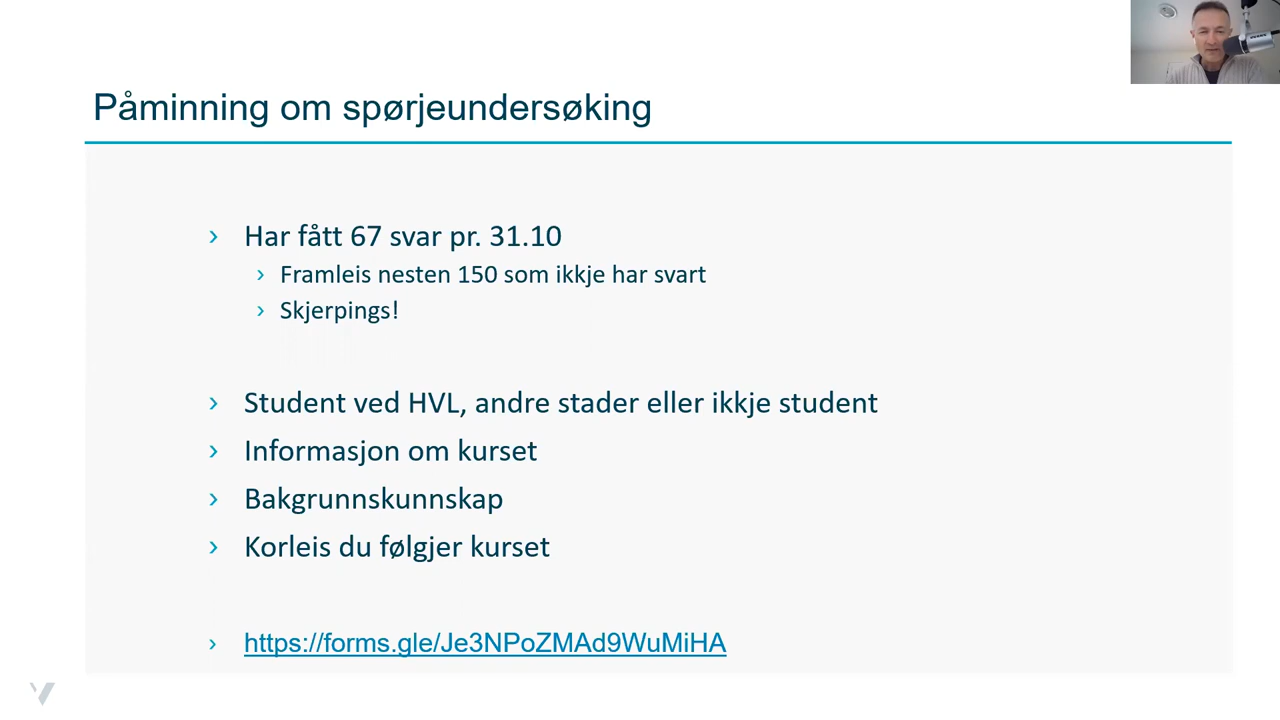 Påminning om spørjeundersøking
Har fått 67 svar pr. 31.10
Framleis nesten 150 som ikkje har svart
Skjerpings!
Student ved HVL, andre stader eller ikkje student
Informasjon om kurset
Bakgrunnskunnskap
Korleis du følgjer kurset
https://forms.gle/Je3NPoZMAd9WuMiHA